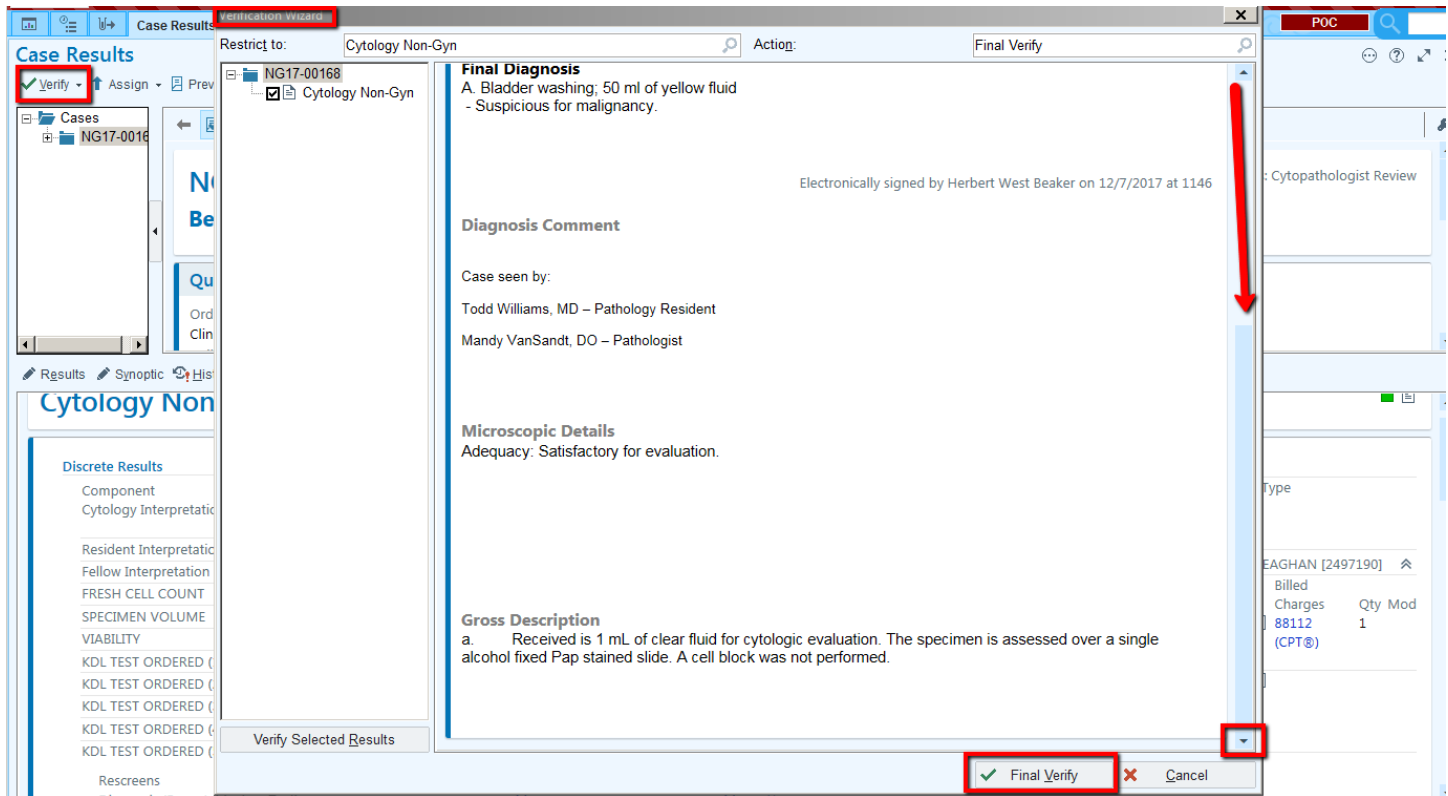 Verification Wizard
Case Results
POC
Case Results
Verify
Assign
Prev
Cases
NG17-0016
Be
Qu
Ord
Clin
Restrict to:
Cytology Non-Gyn
Action:
Final Verify
NG17-00168
Cytology Non-Gyn
Final Diagnosis
A. Bladder washing; 50 ml of yellow fluid
- Suspicious for malignancy.
Electronically signed by Herbert West Beaker on 12/7/2017 at 1146
Diagnosis Comment
Case seen by:
Todd Williams, MD – Pathology Resident
Mandy VanSandt, DO – Pathologist
Microscopic Details
Adequacy: Satisfactory for evaluation.
Gross Description
a. Received is 1 mL of clear fluid for cytologic evaluation. The specimen is assessed over a single
alcohol fixed Pap stained slide. A cell block was not performed.
Verify Selected Results
Final Verify
Cancel
: Cytopathologist Review
Results
Synoptic
His
Cytology Non
Discrete Results
Component
Cytology Interpretatio
Resident Interpretatio
Fellow Interpretation
FRESH CELL COUNT
SPECIMEN VOLUME
VIABILITY
KDL TEST ORDERED (
KDL TEST ORDERED (
KDL TEST ORDERED (
KDL TEST ORDERED (
KDL TEST ORDERED (
Rescreens
Type
EAGHAN [2497190]
Billed
Charges Qty Mod
88112 1
(CPT®)